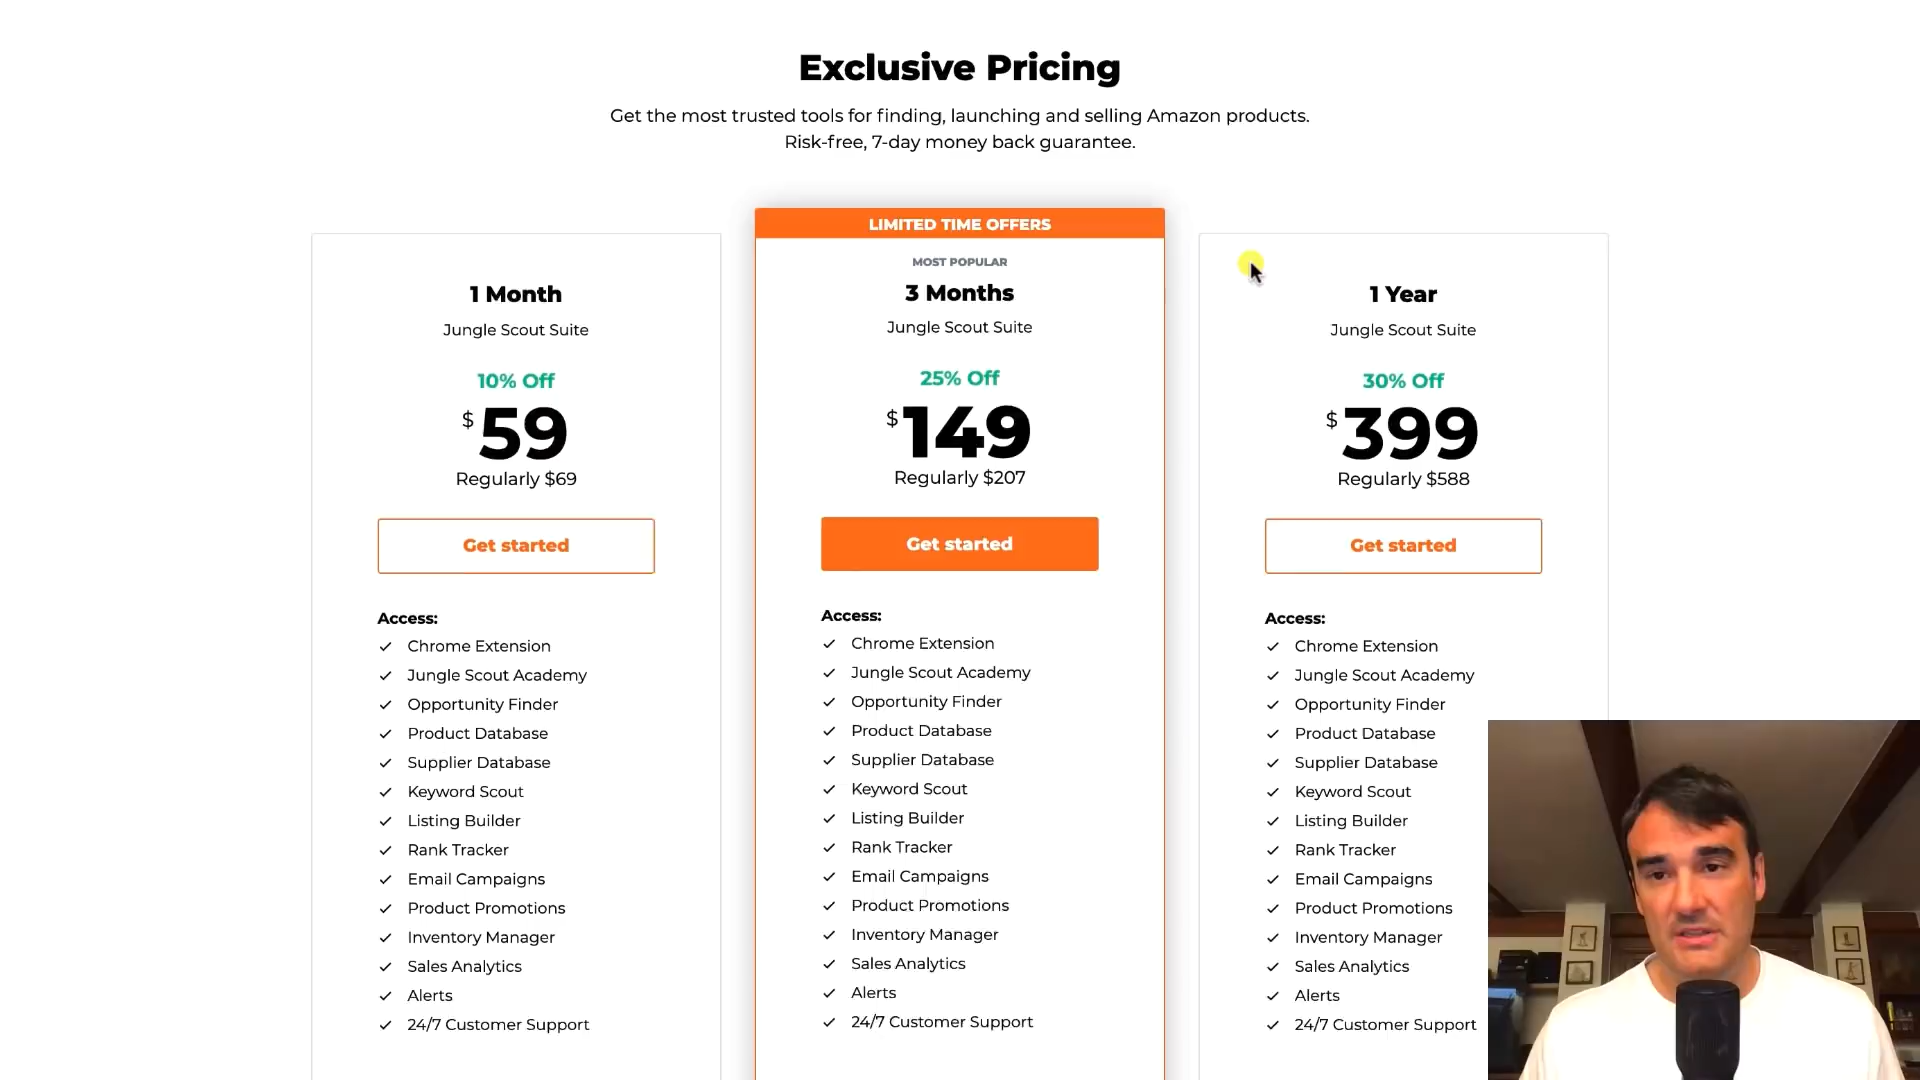 Exclusive Pricing
Get the most trusted tools for finding, launching and selling Amazon products.
Risk-free, 7-day money back guarantee.
1 Month
Jungle Scout Suite
10% Off
$59
Regularly $69
Get started
Access:
Chrome Extension
Jungle Scout Academy
Opportunity Finder
Product Database
Supplier Database
Keyword Scout
Listing Builder
Rank Tracker
Email Campaigns
Product Promotions
Inventory Manager
Sales Analytics
Alerts
24/7 Customer Support
LIMITED TIME OFFERS
MOST POPULAR
3 Months
Jungle Scout Suite
25% Off
$149
Regularly $207
Get started
Access:
Chrome Extension
Jungle Scout Academy
Opportunity Finder
Product Database
Supplier Database
Keyword Scout
Listing Builder
Rank Tracker
Email Campaigns
Product Promotions
Inventory Manager
Sales Analytics
Alerts
24/7 Customer Support
1 Year
Jungle Scout Suite
30% Off
$399
Regularly $588
Get started
Access:
Chrome Extension
Jungle Scout Academy
Opportunity Finder
Product Database
Supplier Database
Keyword Scout
Listing Builder
Rank Tracker
Email Campaigns
Product Promotions
Inventory Manager
Sales Analytics
Alerts
24/7 Customer Support